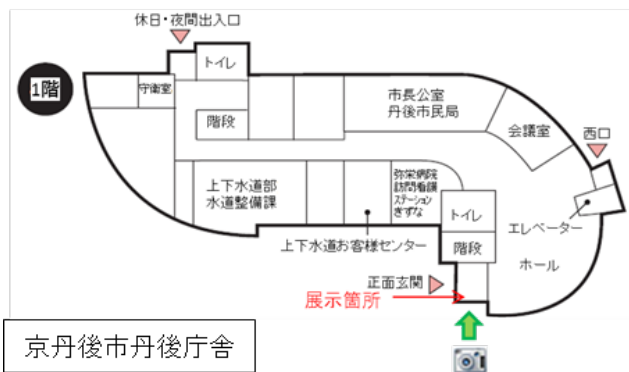 休日・夜間出入口
1階
トイレ
守衛室
階段
市長公室
丹後市民局
会議室
西口
上下水道部
水道整備課
弥栄病院
訪問看護
ステーション
きずな
トイレ
エレベーター
上下水道お客様センター
階段
ホール
正面玄関
展示箇所
京丹後市丹後庁舎